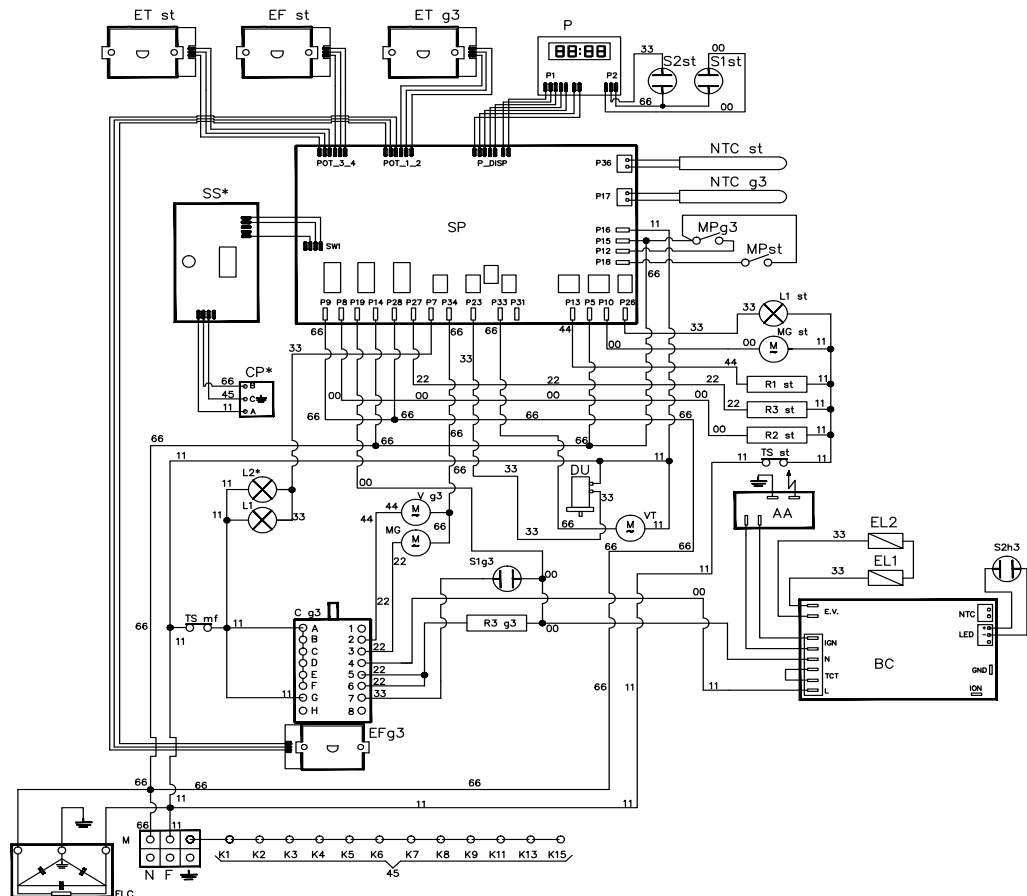 ET st
EF st
ET g3
P
88:88
P1
P2
33
S2st
00
S1st
66
00
POT_3_4
POT_1_2
P_DISP
P36
NTC st
P17
NTC g3
SS*
SW1
SP
P16
11
P15
MPg3
P12
P18
MPst
66
P9
P8
P19
P14
P28
P27
P7
P34
P23
P33
P31
P13
P5
P10
P26
66
00
33
66
44
00
33
33
L1 st
MG st
00
11
M
33
44
CP*
66
B
45
C
11
A
22
22
22
R1 st
11
22
R3 st
11
00
00
00
00
66
66
66
00
R2 st
11
66
66
66
66
11
11
11
TS st
11
L2*
11
L1
11
33
00
44
V g3
M
66
MG
M
66
44
22
33
DU
33
33
66
M
VT
11
66
66
AA
EL2
33
EL1
33
S2h3
S1g3
00
11
00
C g3
22
R3 g3
00
TS mf
11
11
66
A
B
C
D
E
F
G
H
1
2
3
4
5
6
7
8
22
22
22
33
11
EFg3
66
11
11
E.V.
IGN
N
TCT
L
BC
NTC
LED
+
-
GND
ION
66
66
66
11
11
11
66
11
M
N
F
K1
K2
K3
K4
K5
K6
K7
K8
K9
K11
K13
K15
45
FLC